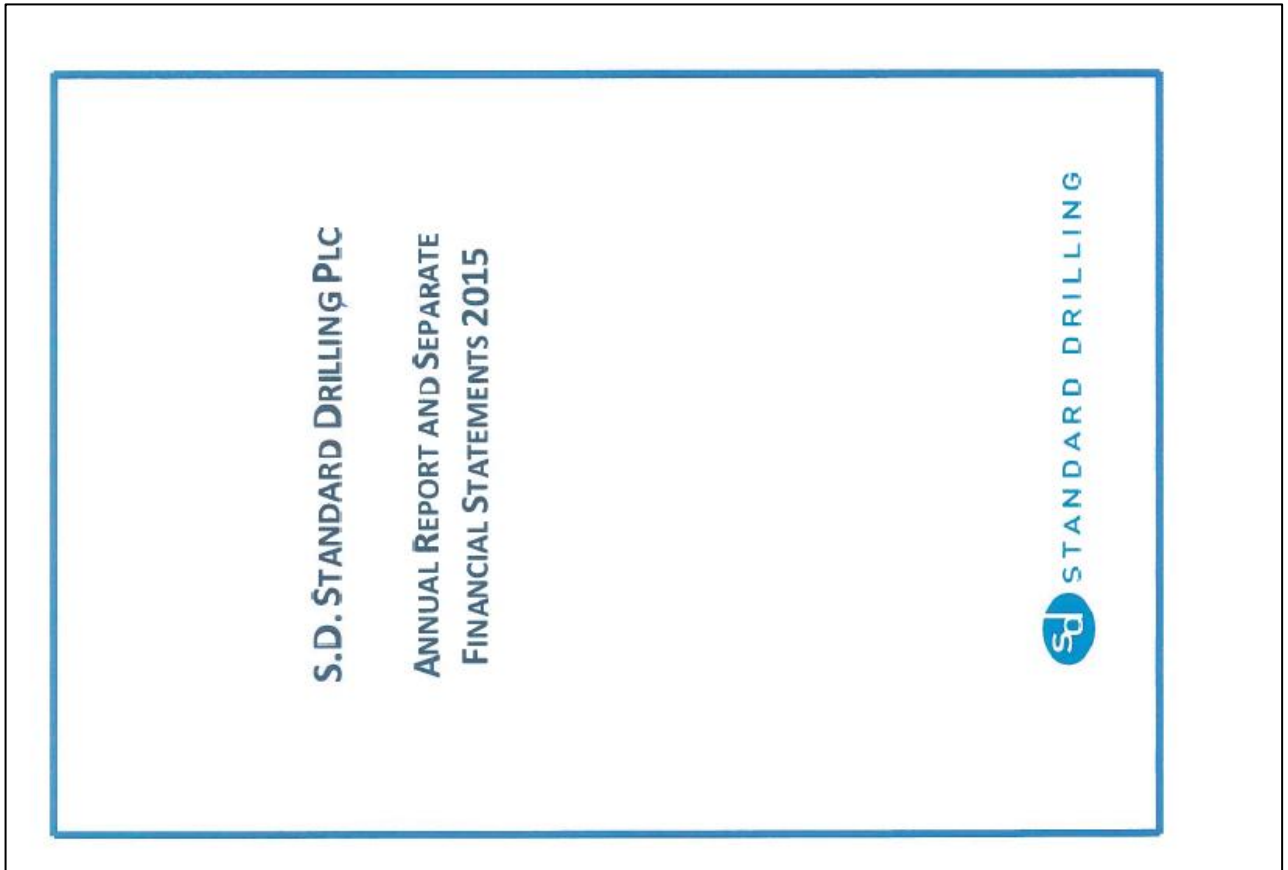 S.D. STANDARD DRILLING PLC
ANNUAL REPORT AND SEPARATE
FINANCIAL STATEMENTS 2015
sd STANDARD DRILLING